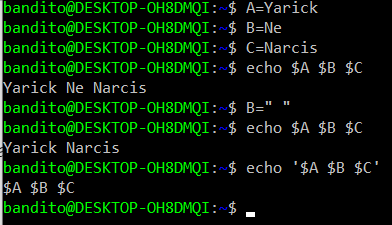 bandito@DESKTOP-OH8DMQI:~$ A=Yarick
bandito@DESKTOP-OH8DMQI:~$ B=Ne
bandito@DESKTOP-OH8DMQI:~$ C=Narcis
bandito@DESKTOP-OH8DMQI:~$ echo $A $B $C
Yarick Ne Narcis
bandito@DESKTOP-OH8DMQI:~$ B=" "
bandito@DESKTOP-OH8DMQI:~$ echo $A $B $C
Yarick Narcis
bandito@DESKTOP-OH8DMQI:~$ echo '$A $B $C'
$A $B $C
bandito@DESKTOP-OH8DMQI:~$